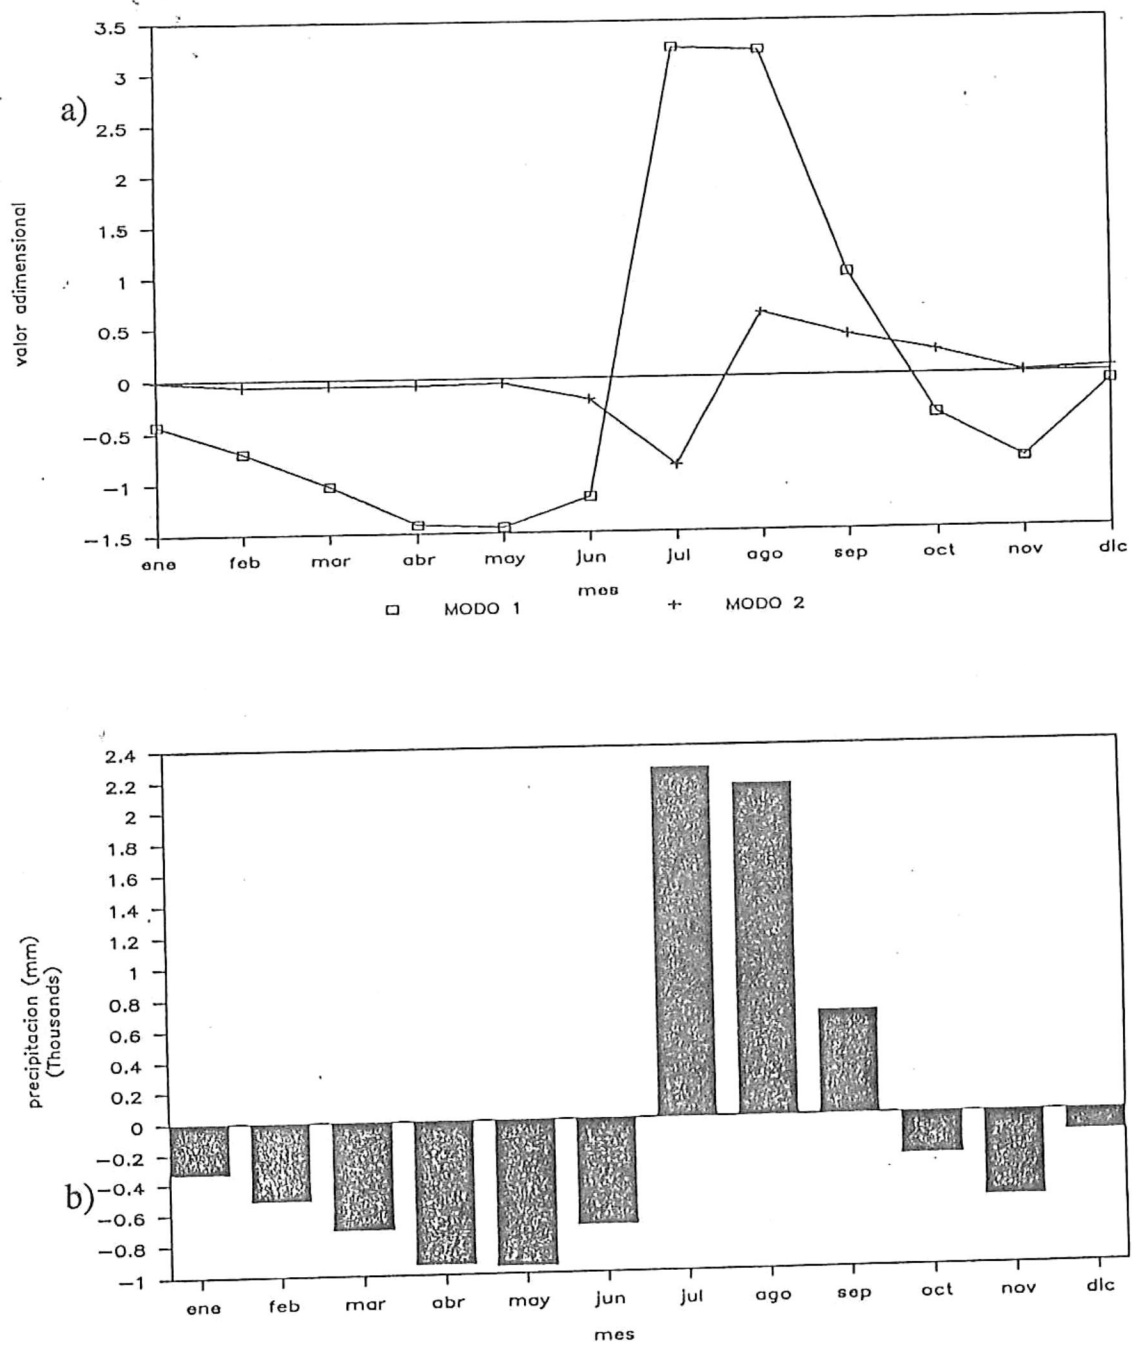 a)
valor adimensional
3.5
3
2.5
2
1.5
1
0.5
0
−0.5
−1
−1.5
ene feb mar abr may jun jul ago sep oct nov dic
mes
MODO 1 MODO 2
b)
precipitacion (mm)
(Thousands)
2.4
2.2
2
1.8
1.6
1.4
1.2
1
0.8
0.6
0.4
0.2
0
−0.2
−0.4
−0.6
−0.8
−1
ene feb mar abr may jun jul ago sep oct nov dic
mes